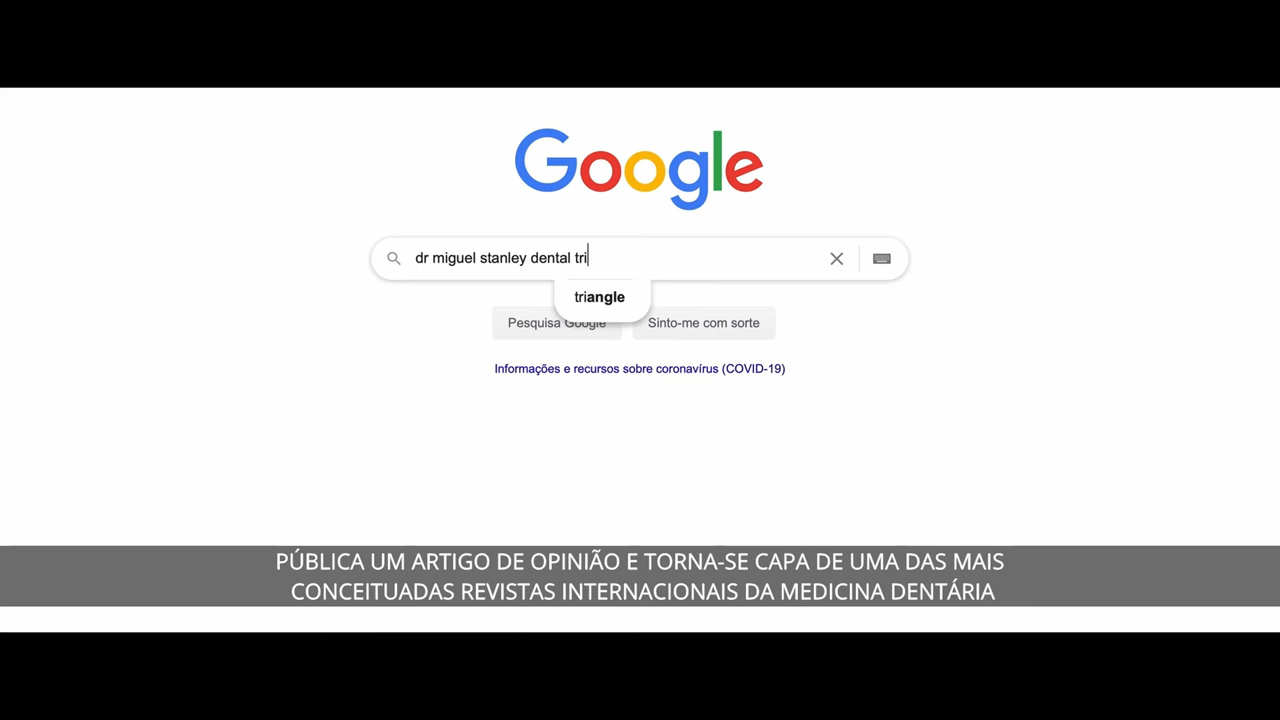 Google
dr miguel stanley dental tri
triangle
Pesquisa Google
Sinto-me com sorte
Informações e recursos sobre coronavírus (COVID-19)
PÚBLICA UM ARTIGO DE OPINIÃO E TORNA-SE CAPA DE UMA DAS MAIS
CONCEITUADAS REVISTAS INTERNACIONAIS DA MEDICINA DENTÁRIA